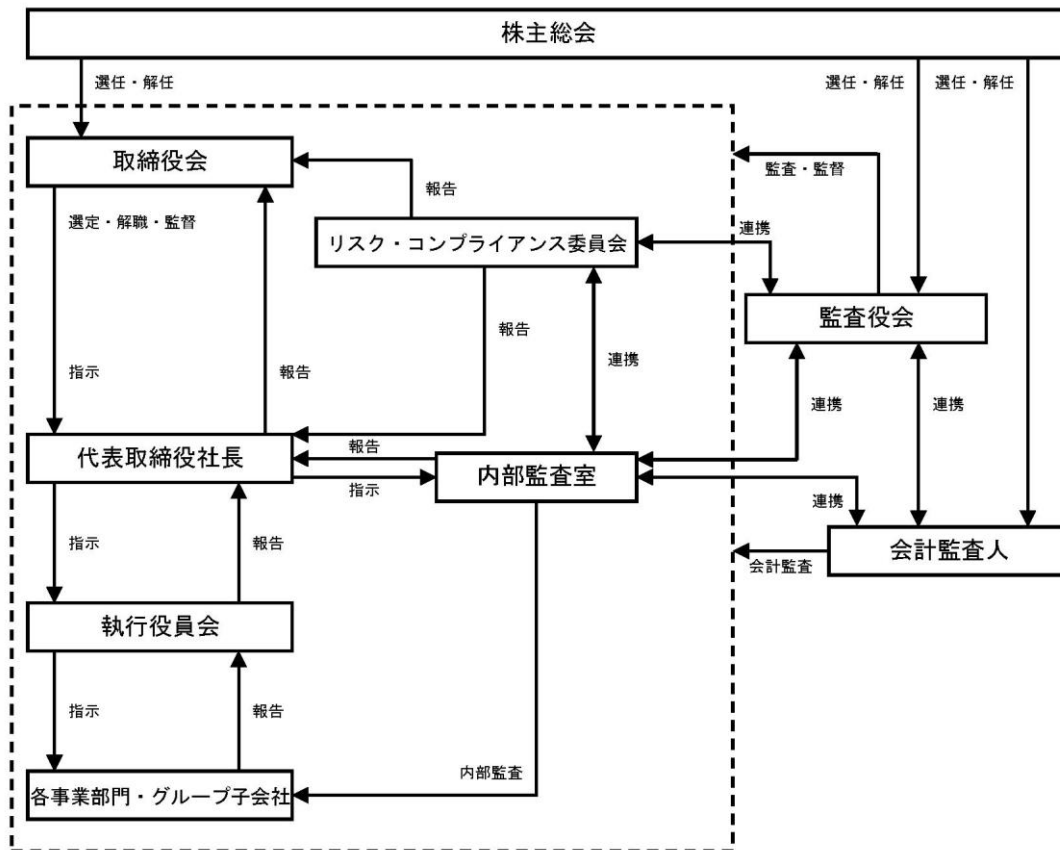 株主総会
選任・解任
選任・解任
選任・解任
取締役会
監査・監督
報告
選定・解職・監督
リスク・コンプライアンス委員会
連携
監査役会
報告
指示
報告
連携
連携
連携
代表取締役社長
報告
内部監査室
指示
連携
指示
報告
会計監査人
会計監査
執行役員会
指示
報告
内部監査
各事業部門・グループ子会社